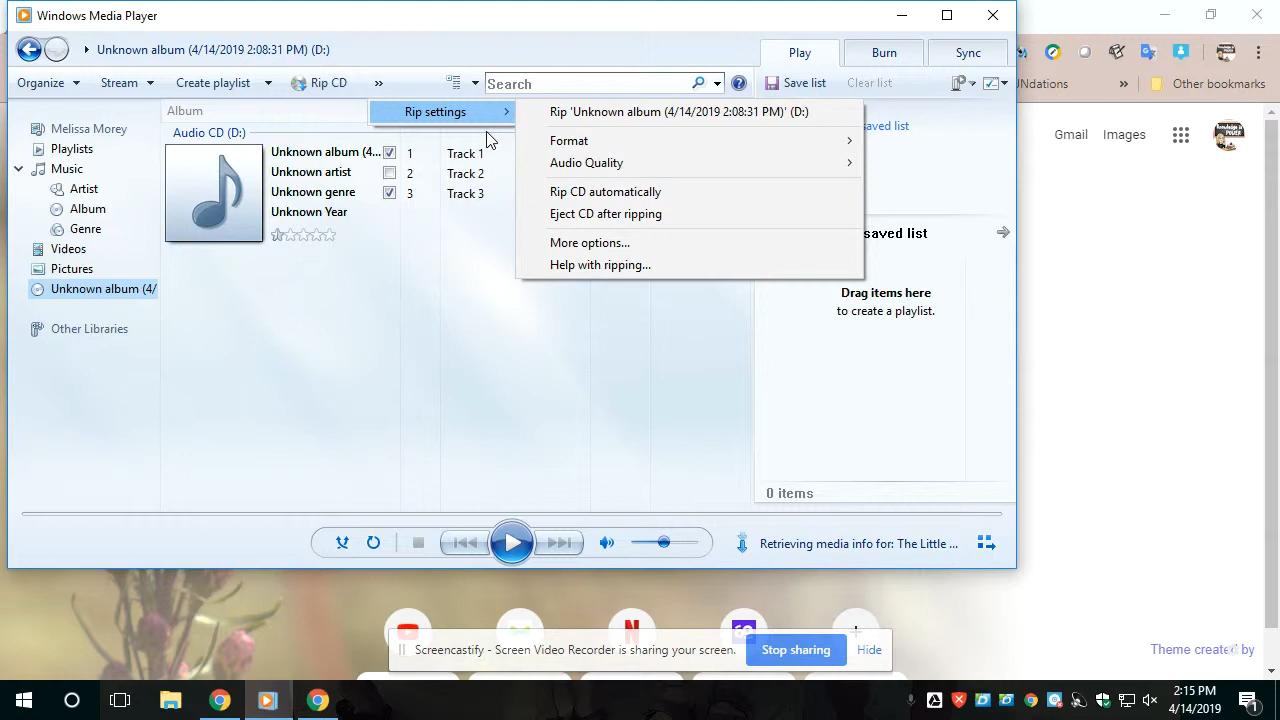 Windows Media Player
Unknown album (4/14/2019 2:08:31 PM) (D:)
Play
Burn
Sync
Organize
Stream
Create playlist
Rip CD
»
Search
Save list
Clear list
UNdations
»
Other bookmarks
Gmail
Images
Melissa Morey
Playlists
Music
Artist
Album
Genre
Videos
Pictures
Unknown album (4/
Other Libraries
Album
Audio CD (D:)
Unknown album (4...
Unknown artist
Unknown genre
Unknown Year
1 Track 1
2 Track 2
3 Track 3
Rip settings
Rip 'Unknown album (4/14/2019 2:08:31 PM)' (D:)
Format
Audio Quality
Rip CD automatically
Eject CD after ripping
More options...
Help with ripping...
saved list
saved list
Drag items here
to create a playlist.
0 items
Retrieving media info for: The Little ...
Screencastify - Screen Video Recorder is sharing your screen.
Stop sharing
Hide
Theme created by
2:15 PM
4/14/2019
1